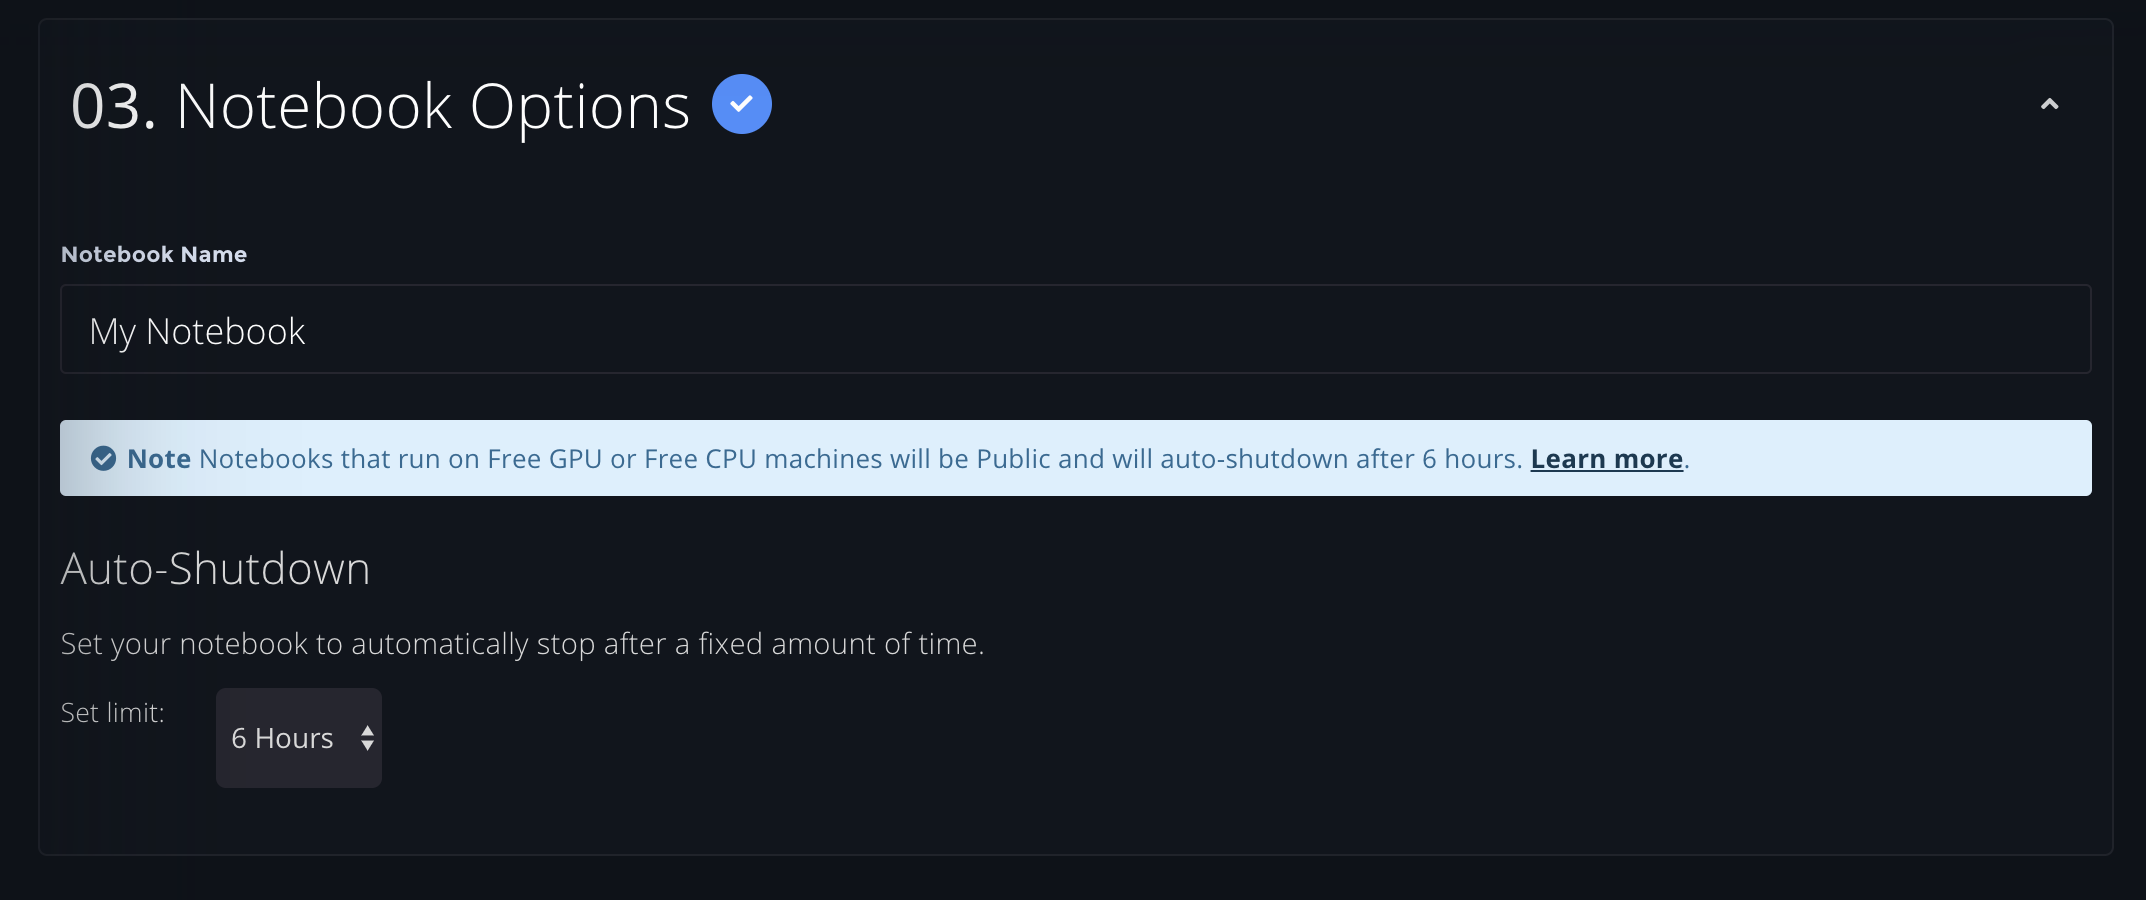 03. Notebook Options
Notebook Name
My Notebook
Note Notebooks that run on Free GPU or Free CPU machines will be Public and will auto-shutdown after 6 hours. Learn more.
Auto-Shutdown
Set your notebook to automatically stop after a fixed amount of time.
Set limit:
6 Hours